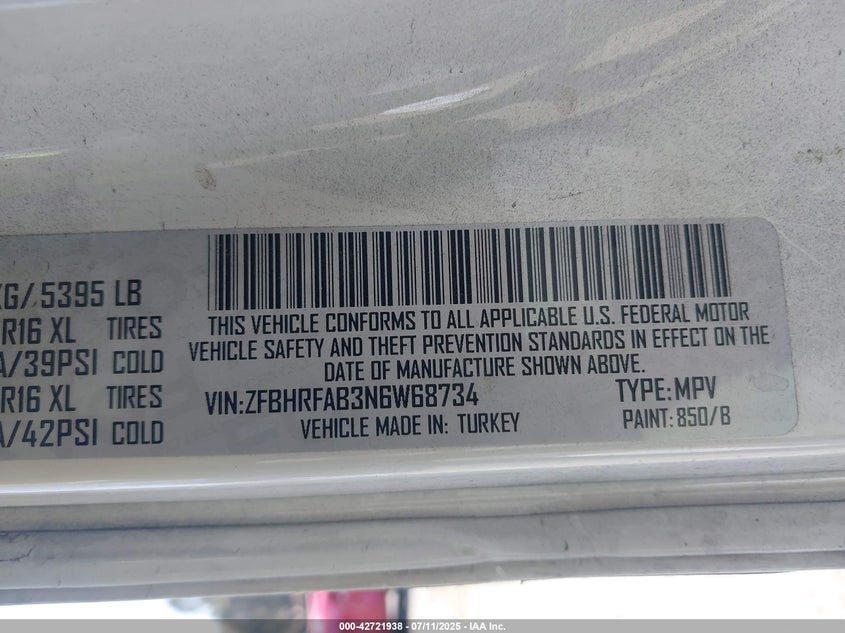 KG/ 5395 LB
R16 XL TIRES
A/39PSI COLD
R16 XL TIRES
A/42PSI COLD
THIS VEHICLE CONFORMS TO ALL APPLICABLE U.S. FEDERAL MOTOR
VEHICLE SAFETY AND THEFT PREVENTION STANDARDS IN EFFECT ON THE
DATE OF MANUFACTURE SHOWN ABOVE.
VIN:ZFBHRFAB3N6W68734 TYPE:MPV
VEHICLE MADE IN: TURKEY PAINT:850/B
000-42721938 - 07/11/2025 - IAA Inc.